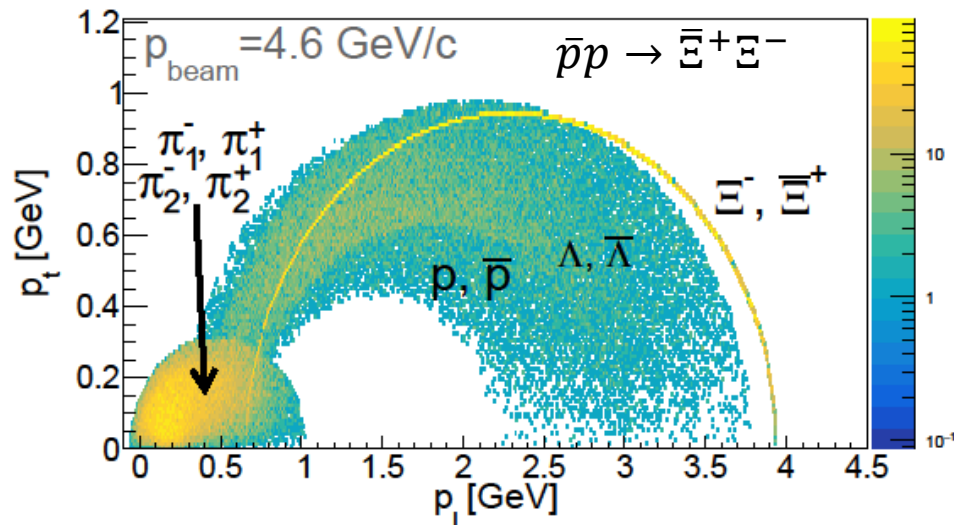 p_beam =4.6 GeV/c
p̄p → Ξ̄⁺Ξ⁻
π₁⁻, π₁⁺
π₂⁻, π₂⁺
Ξ⁻, Ξ̄⁺
Λ, Λ̄
p, p̄
p_t [GeV]
1.2
1
0.8
0.6
0.4
0.2
0
0 0.5 1 1.5 2 2.5 3 3.5 4 4.5
p_l [GeV]
10
1
10⁻¹